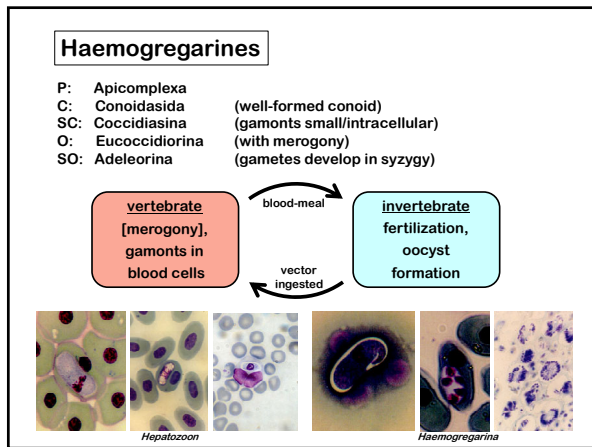 Haemogregarines
P: Apicomplexa
C: Conoidasida (well-formed conoid)
SC: Coccidiasina (gamonts small/intracellular)
O: Eucoccidiorina (with merogony)
SO: Adeleorina (gametes develop in syzygy)
vertebrate
[merogony],
gamonts in
blood cells
blood-meal
vector
ingested
invertebrate
fertilization,
oocyst
formation
Hepatozoon
Haemogregarina